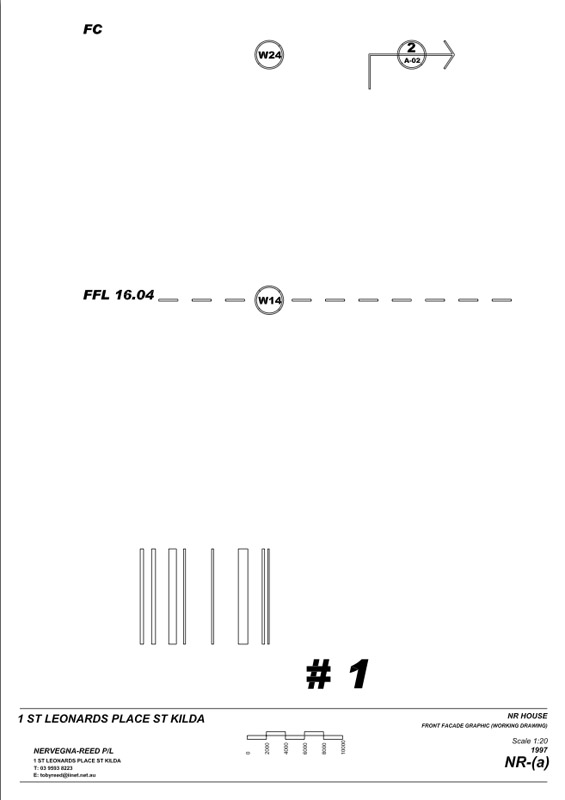 FC
W24
2
A-02
FFL 16.04
W14
# 1
1 ST LEONARDS PLACE ST KILDA
NR HOUSE
FRONT FACADE GRAPHIC (WORKING DRAWING)
Scale 1:20
1997
NR-(a)
0
2000
4000
6000
8000
10000
NERVEGNA-REED P/L
1 ST LEONARDS PLACE ST KILDA
T: 03 9593 8223
E: tobyreed@iinet.net.au